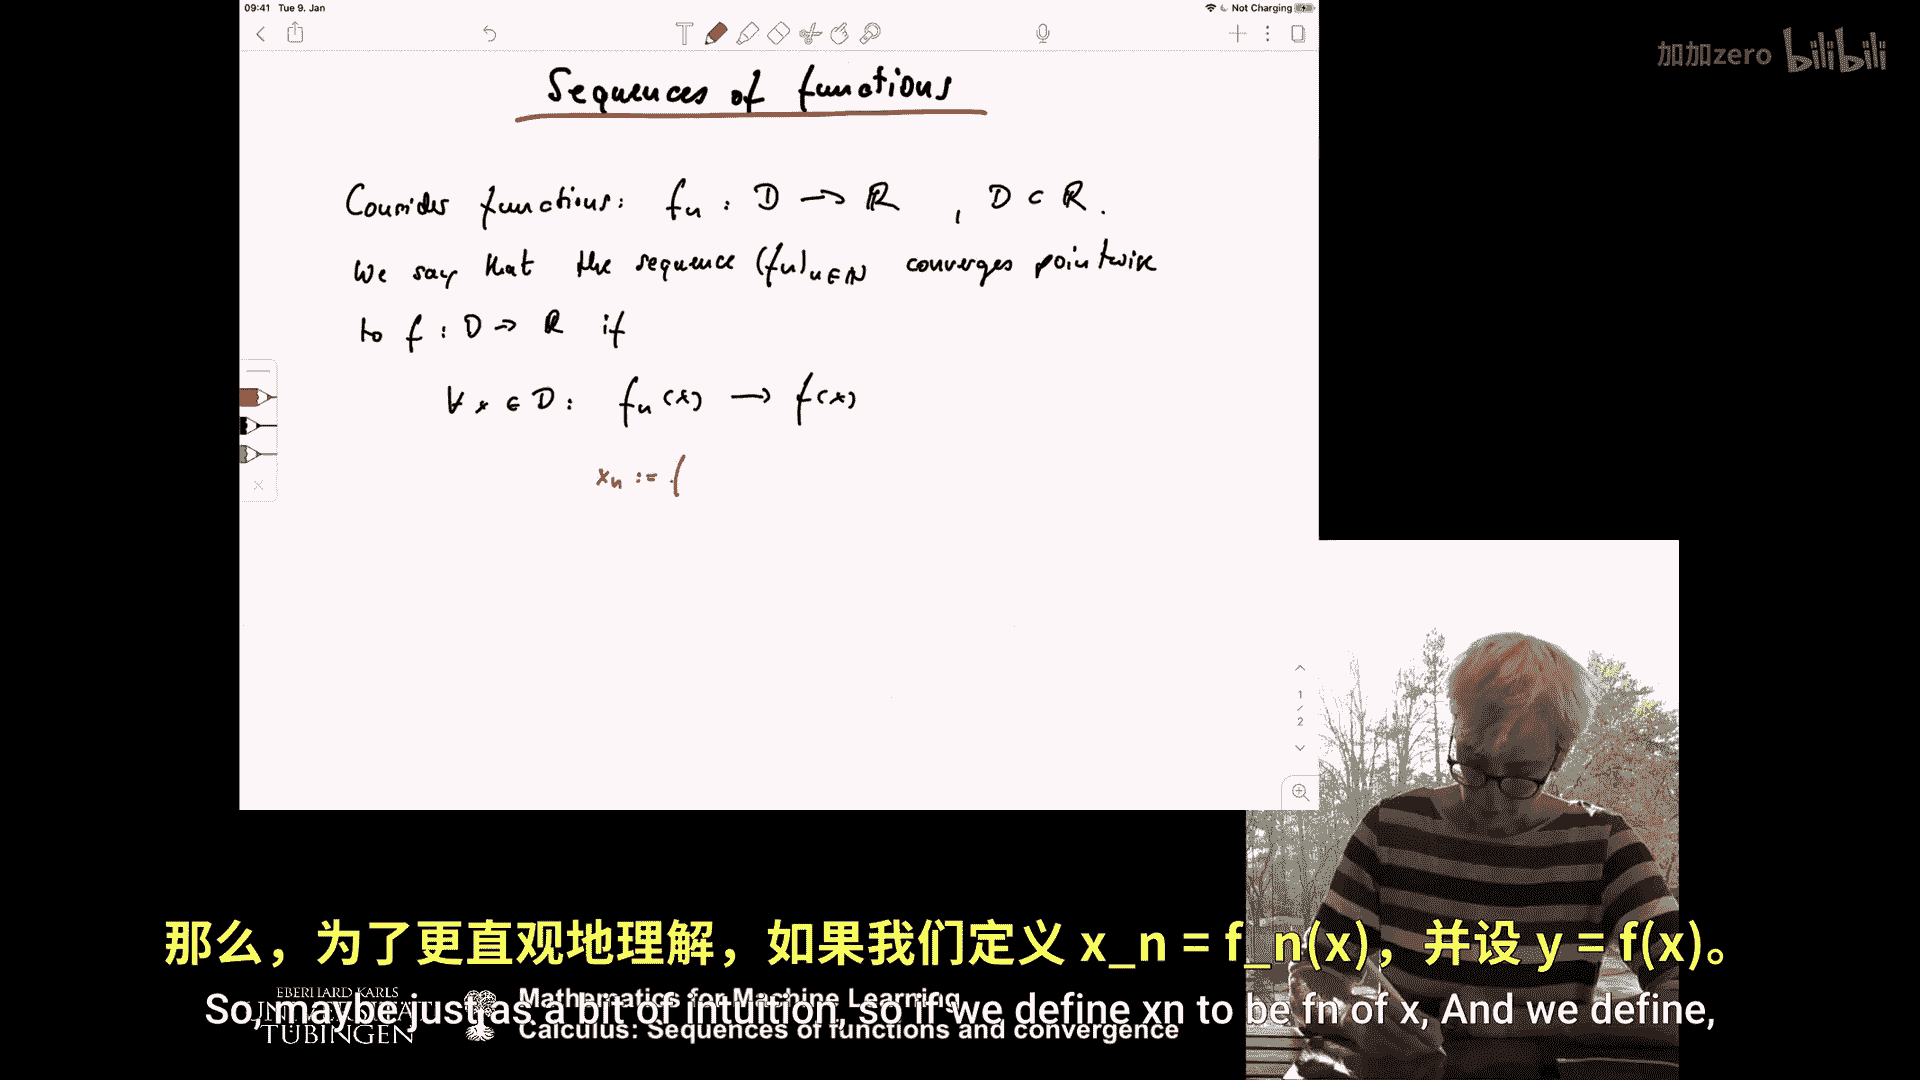 09:41 Tue 9. Jan
Not Charging
加加zero bilibili
Sequences of functions
Consider functions: fn : D → ℝ , D ⊂ ℝ.
We say that the sequence (fn)n∈ℕ converges pointwise
to f : D → ℝ if
∀ x ∈ D : fn(x) → f(x)
xn := (
1
/
2
那么，为了更直观地理解，如果我们定义 x_n = f_n(x)，并设 y = f(x)。
So, maybe just as a bit of intuition, so if we define xn to be fn of x, And we define,
EBERHARD KARLS
UNIVERSITÄT
TÜBINGEN
Mathematics for Machine Learning
Calculus: Sequences of functions and convergence